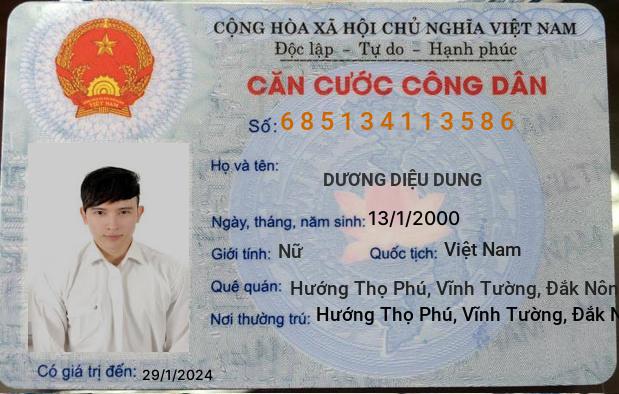 CỘNG HÒA XÃ HỘI CHỦ NGHĨA VIỆT NAM
Độc lập - Tự do - Hạnh phúc
CĂN CƯỚC CÔNG DÂN
Số: 685134113586
Họ và tên:
DƯƠNG DIỆU DUNG
Ngày, tháng, năm sinh: 13/1/2000
Giới tính: Nữ Quốc tịch: Việt Nam
Quê quán: Hướng Thọ Phú, Vĩnh Tường, Đắk Nôn
Nơi thường trú: Hướng Thọ Phú, Vĩnh Tường, Đắk N
Có giá trị đến: 29/1/2024
VIỆT NAM